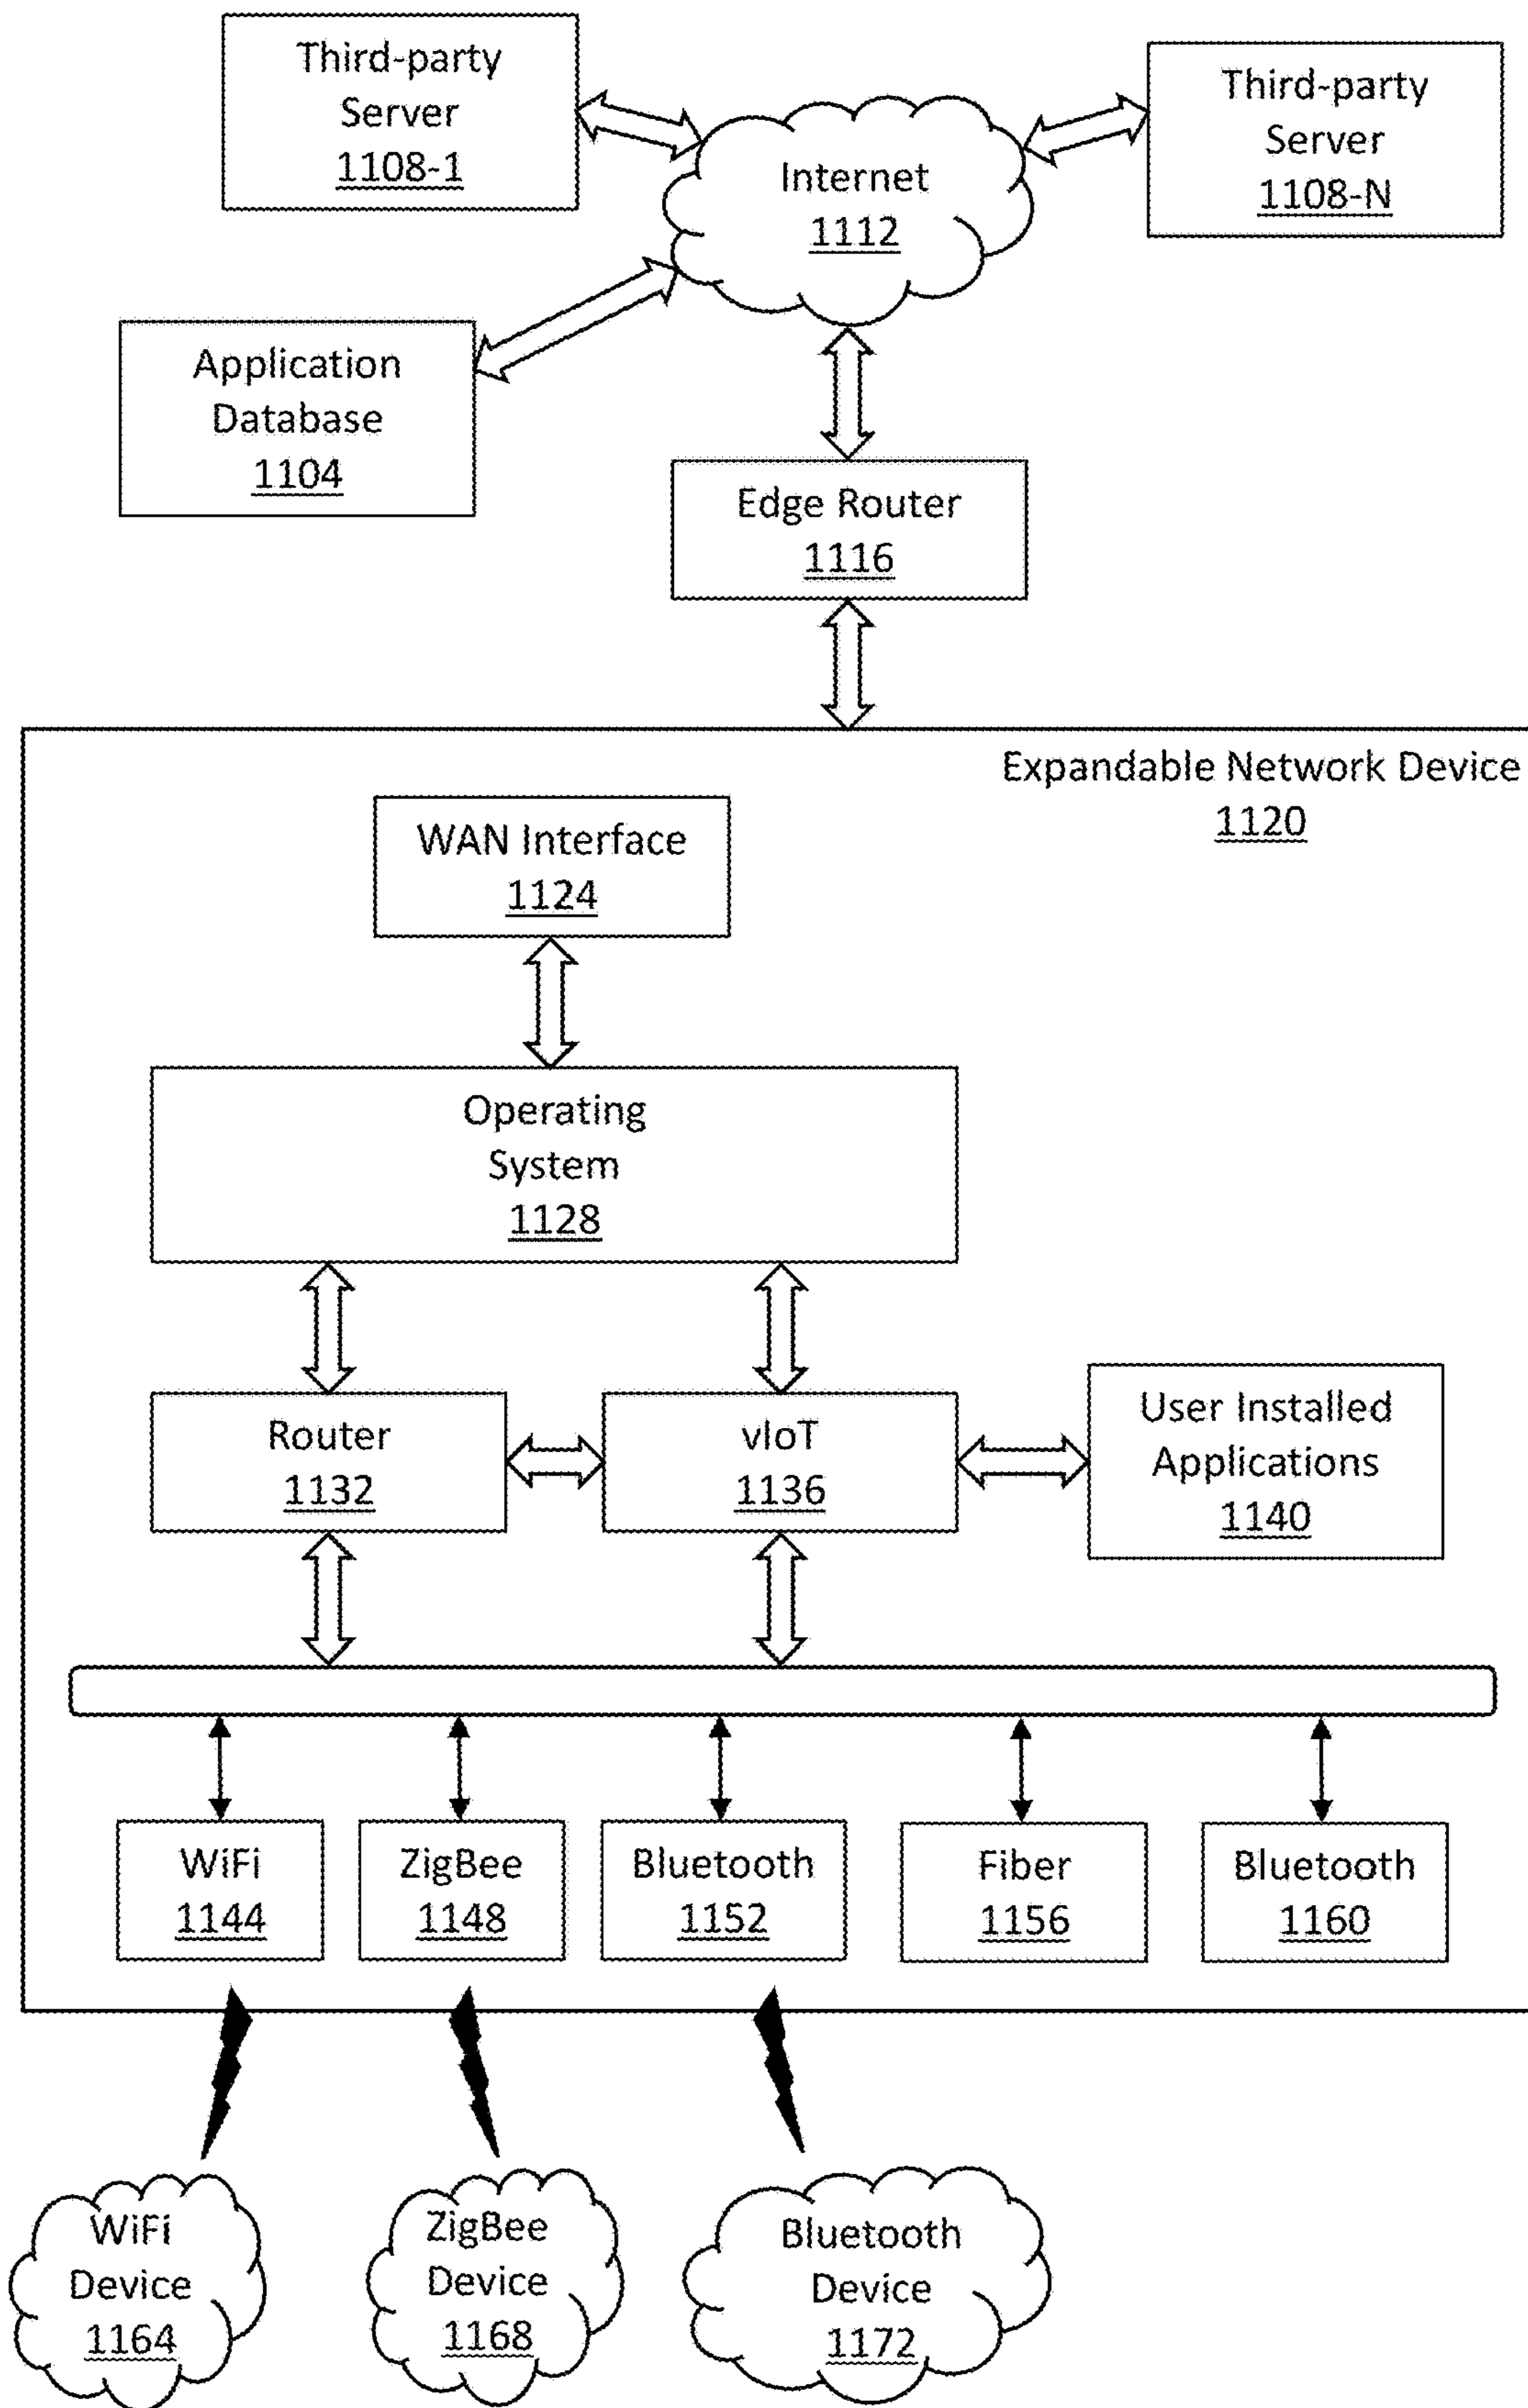 Third-party
Server
1108-1
Third-party
Server
1108-N
Internet
1112
Application
Database
1104
Edge Router
1116
Expandable Network Device
1120
WAN Interface
1124
Operating
System
1128
Router
1132
vIoT
1136
User Installed
Applications
1140
WiFi
1144
ZigBee
1148
Bluetooth
1152
Fiber
1156
Bluetooth
1160
WiFi
Device
1164
ZigBee
Device
1168
Bluetooth
Device
1172